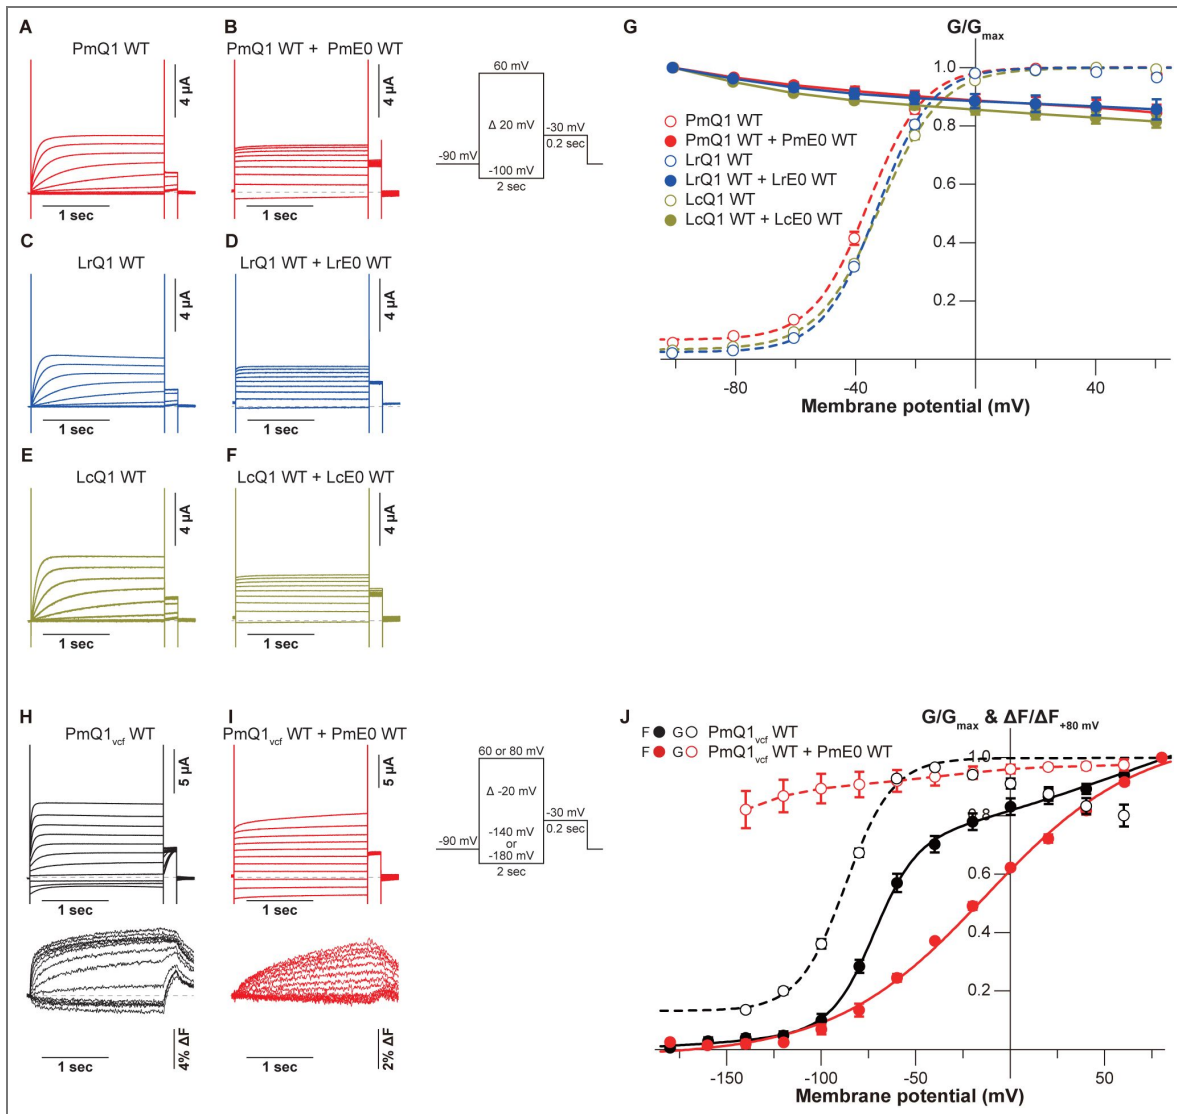 A
PmQ1 WT
4 µA
1 sec
B
PmQ1 WT + PmE0 WT
4 µA
1 sec
60 mV
Δ 20 mV
-90 mV
-100 mV
2 sec
-30 mV
0.2 sec
C
LrQ1 WT
4 µA
1 sec
D
LrQ1 WT + LrE0 WT
4 µA
1 sec
E
LcQ1 WT
4 µA
1 sec
F
LcQ1 WT + LcE0 WT
4 µA
1 sec
G
G/Gmax
1.0
0.8
0.6
0.4
0.2
PmQ1 WT
PmQ1 WT + PmE0 WT
LrQ1 WT
LrQ1 WT + LrE0 WT
LcQ1 WT
LcQ1 WT + LcE0 WT
-80
-40
0
40
Membrane potential (mV)
H
PmQ1vcf WT
5 µA
1 sec
4% ΔF
1 sec
I
PmQ1vcf WT + PmE0 WT
5 µA
1 sec
2% ΔF
1 sec
60 or 80 mV
Δ -20 mV
-90 mV
-140 mV
or
-180 mV
2 sec
-30 mV
0.2 sec
J
G/Gmax & ΔF/ΔF+80 mV
F G PmQ1vcf WT
F G PmQ1vcf WT + PmE0 WT
1.0
0.8
0.6
0.4
0.2
-150
-100
-50
0
50
Membrane potential (mV)